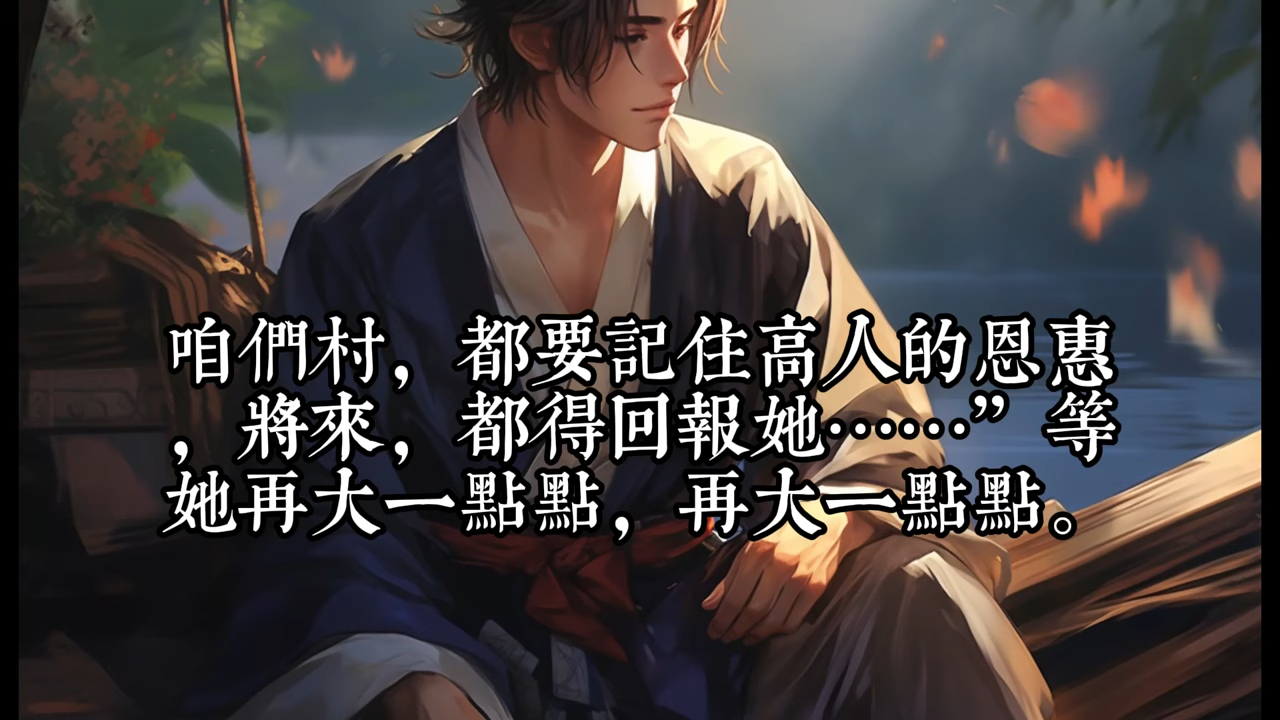 咱們村，都要記住高人的恩惠
，將來，都得回報她……”等
她再大一點點，再大一點點。